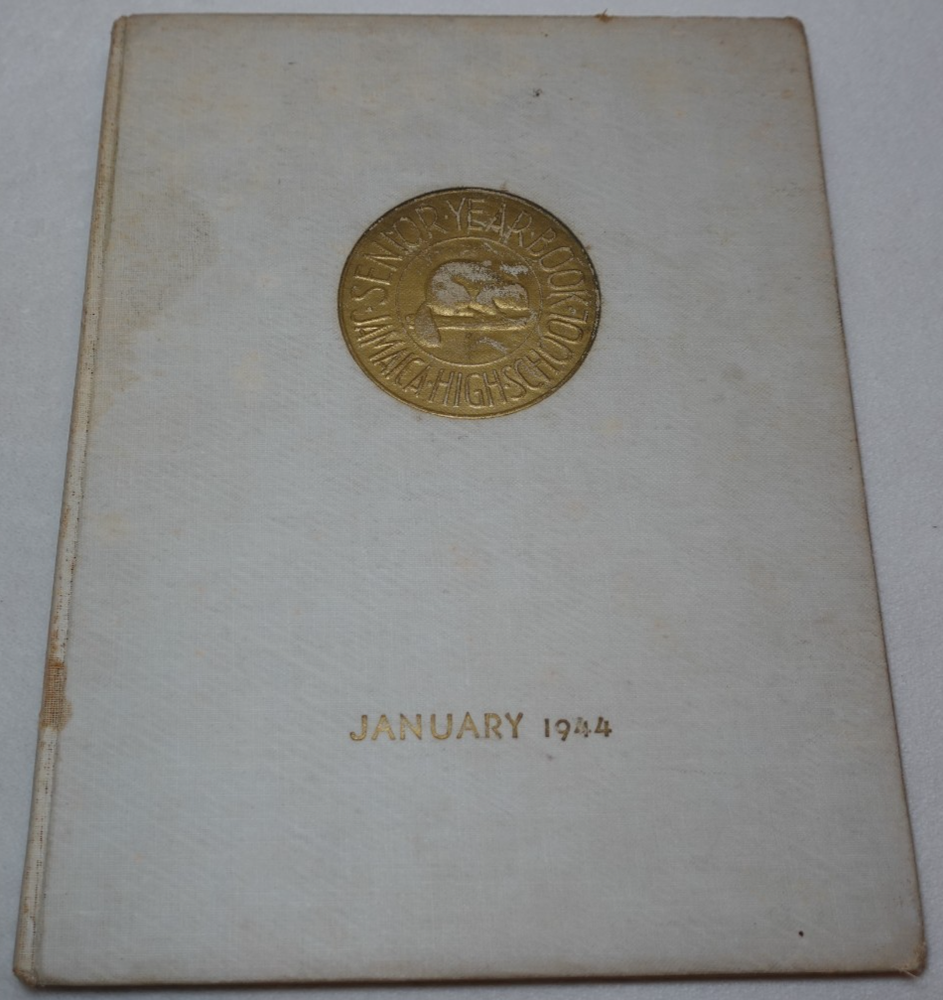 ·SENIOR·YEAR·BOOK·
JAMAICA·HIGH·SCHOOL
JANUARY 1944